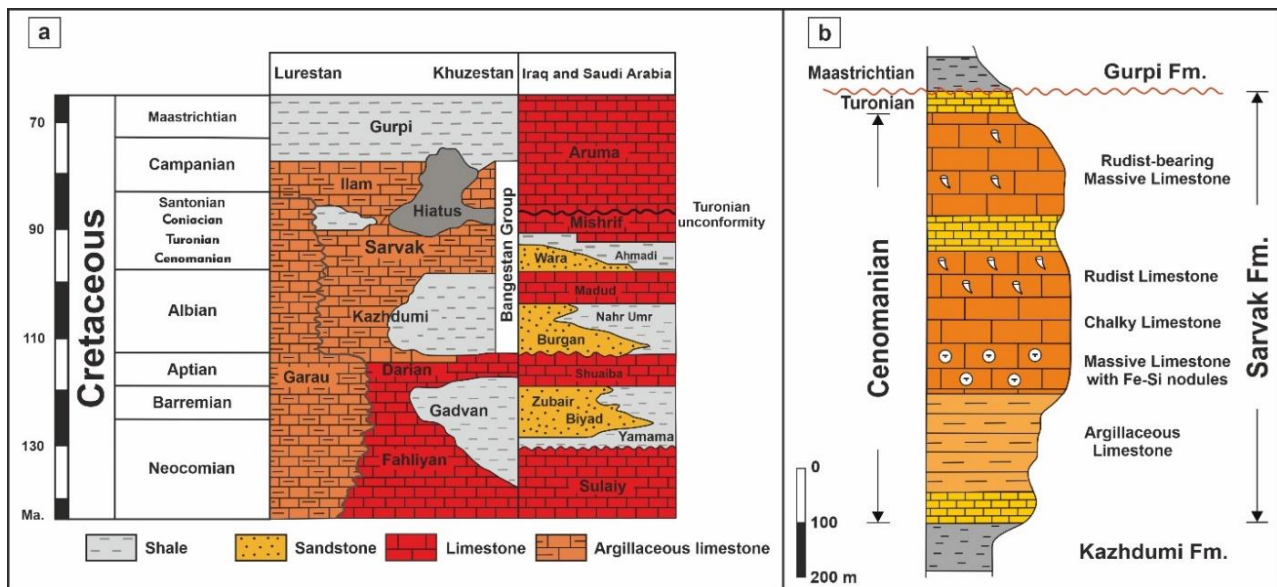 a
Lurestan Khuzestan Iraq and Saudi Arabia
Cretaceous
70
90
110
130
Ma.
Maastrichtian
Campanian
Santonian
Coniacian
Turonian
Cenomanian
Albian
Aptian
Barremian
Neocomian
Gurpi
Ilam
Hiatus
Sarvak
Kazhdumi
Garau
Darian
Gadvan
Fahliyan
Bangestan Group
Aruma
Mishrif
Wara
Ahmadi
Madud
Nahr Umr
Burgan
Shuaiba
Zubair
Biyad
Yamama
Sulaiy
Turonian
unconformity
Shale
Sandstone
Limestone
Argillaceous limestone
b
Maastrichtian
Turonian
Cenomanian
Gurpi Fm.
Rudist-bearing
Massive Limestone
Rudist Limestone
Chalky Limestone
Massive Limestone
with Fe-Si nodules
Argillaceous
Limestone
Kazhdumi Fm.
Sarvak Fm.
0
100
200 m